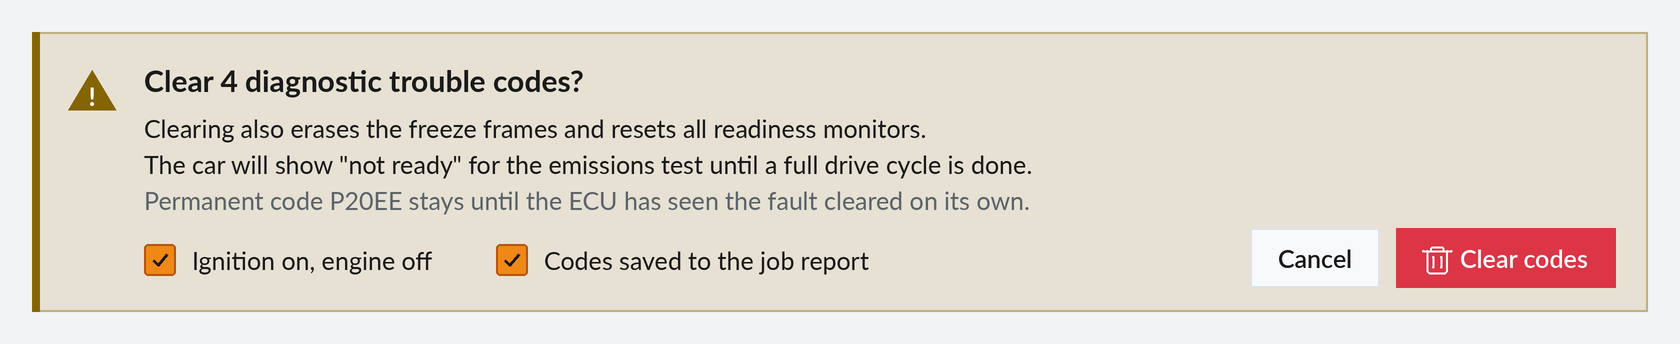 Clear 4 diagnostic trouble codes?
Clearing also erases the freeze frames and resets all readiness monitors.
The car will show "not ready" for the emissions test until a full drive cycle is done.
Permanent code P20EE stays until the ECU has seen the fault cleared on its own.
Ignition on, engine off
Codes saved to the job report
Cancel
Clear codes